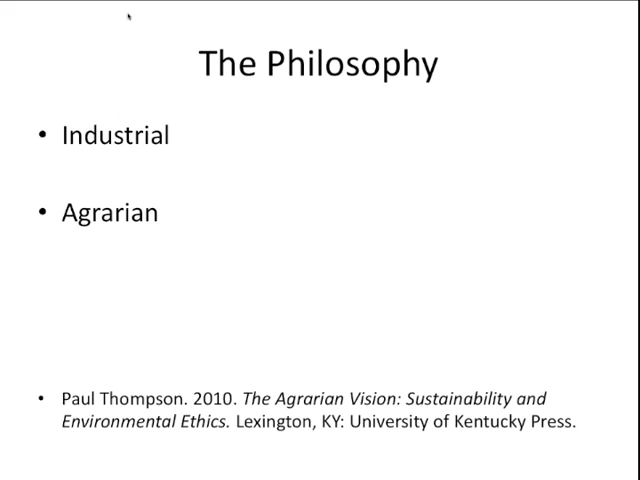 The Philosophy
• Industrial
• Agrarian
• Paul Thompson. 2010. The Agrarian Vision: Sustainability and
Environmental Ethics. Lexington, KY: University of Kentucky Press.